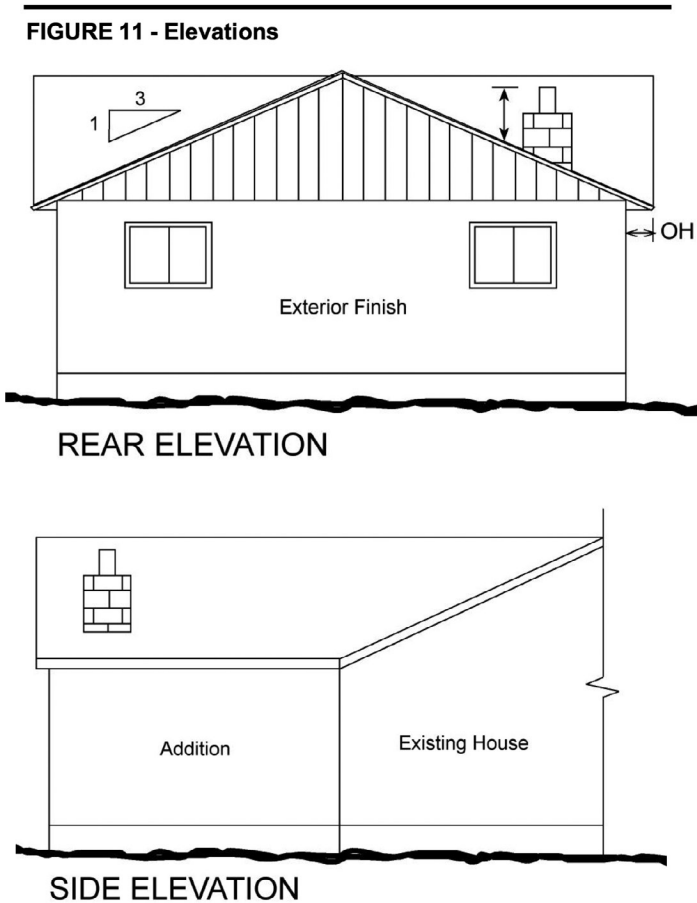 FIGURE 11 - Elevations
3
1
OH
Exterior Finish
REAR ELEVATION
Addition
Existing House
SIDE ELEVATION